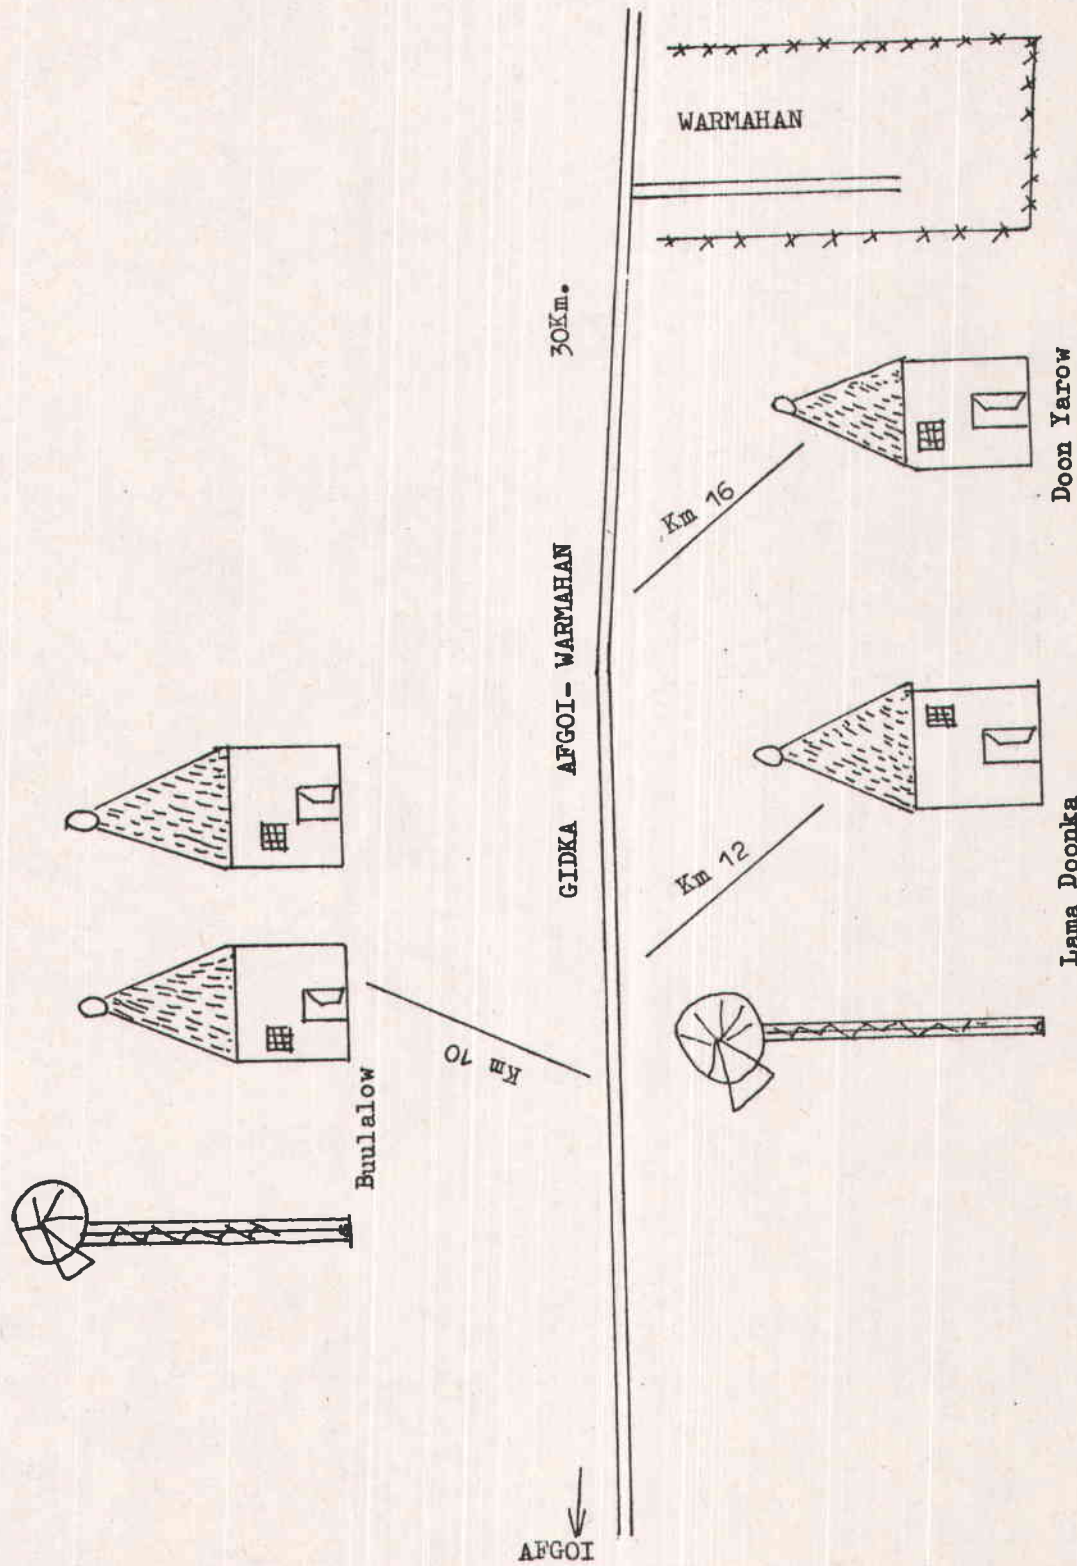 WARMAHAN
30Km.
GIDKA AFGOI- WARMAHAN
Km 16
Doon Yarow
Km 12
Lama Doonka
Km 10
Buulalow
AFGOI